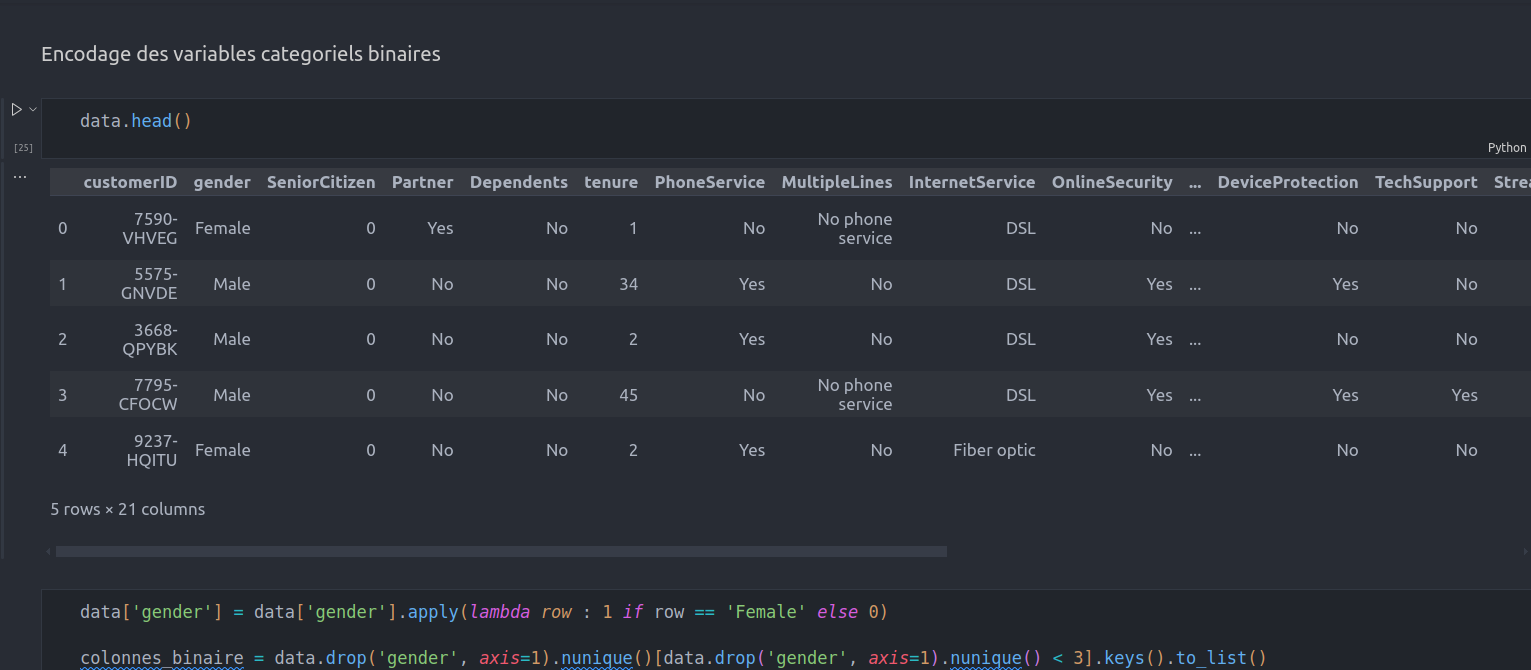 Encodage des variables categoriels binaires
data.head()
[25]
Python
...
customerID gender SeniorCitizen Partner Dependents tenure PhoneService MultipleLines InternetService OnlineSecurity ... DeviceProtection TechSupport Strea
0 7590-VHVEG Female 0 Yes No 1 No No phone service DSL No ... No No
1 5575-GNVDE Male 0 No No 34 Yes No DSL Yes ... Yes No
2 3668-QPYBK Male 0 No No 2 Yes No DSL Yes ... No No
3 7795-CFOCW Male 0 No No 45 No No phone service DSL Yes ... Yes Yes
4 9237-HQITU Female 0 No No 2 Yes No Fiber optic No ... No No
5 rows × 21 columns
data['gender'] = data['gender'].apply(lambda row : 1 if row == 'Female' else 0)
colonnes_binaire = data.drop('gender', axis=1).nunique()[data.drop('gender', axis=1).nunique() < 3].keys().to_list()